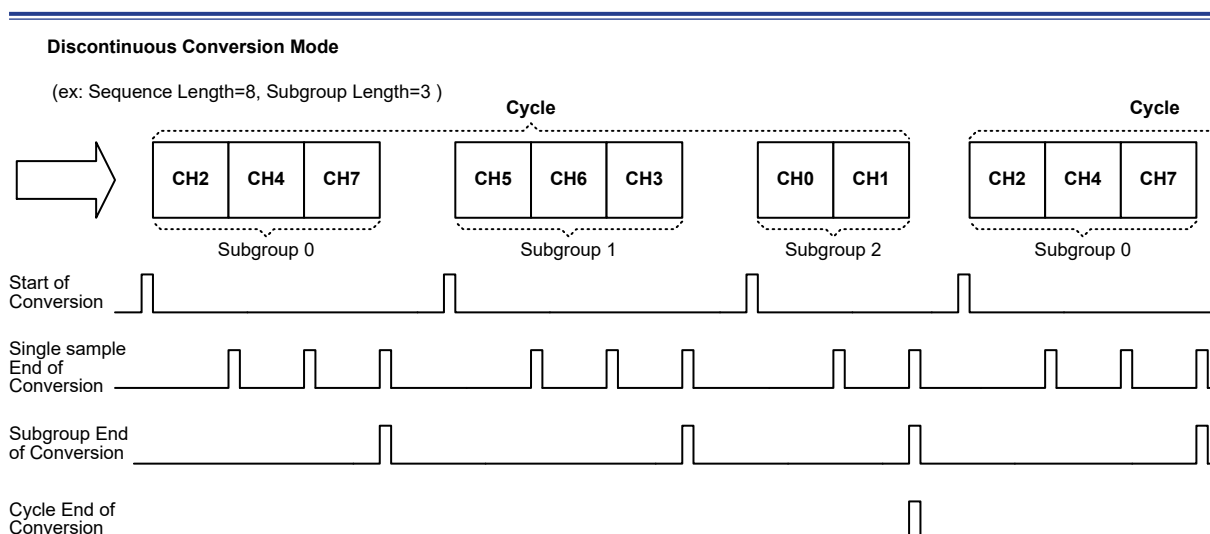 Discontinuous Conversion Mode
(ex: Sequence Length=8, Subgroup Length=3 )
Cycle Cycle
CH2 CH4 CH7 CH5 CH6 CH3 CH0 CH1 CH2 CH4 CH7
Subgroup 0 Subgroup 1 Subgroup 2 Subgroup 0
Start of
Conversion
Single sample
End of
Conversion
Subgroup End
of Conversion
Cycle End of
Conversion